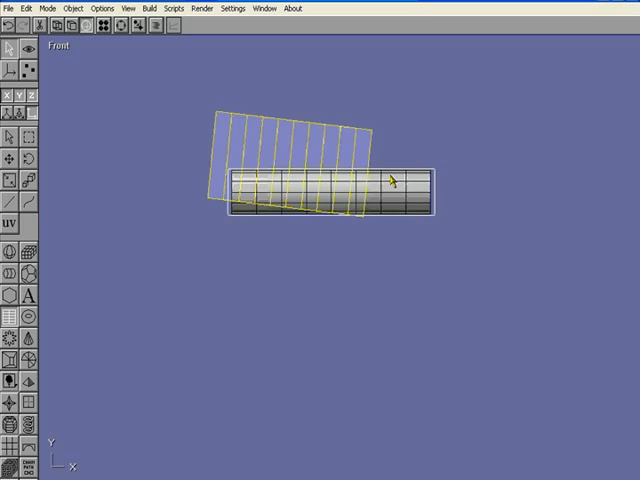 File Edit Mode Object Options View Build Scripts Render Settings Window About
Front
X Y Z
uv
A
Y
X